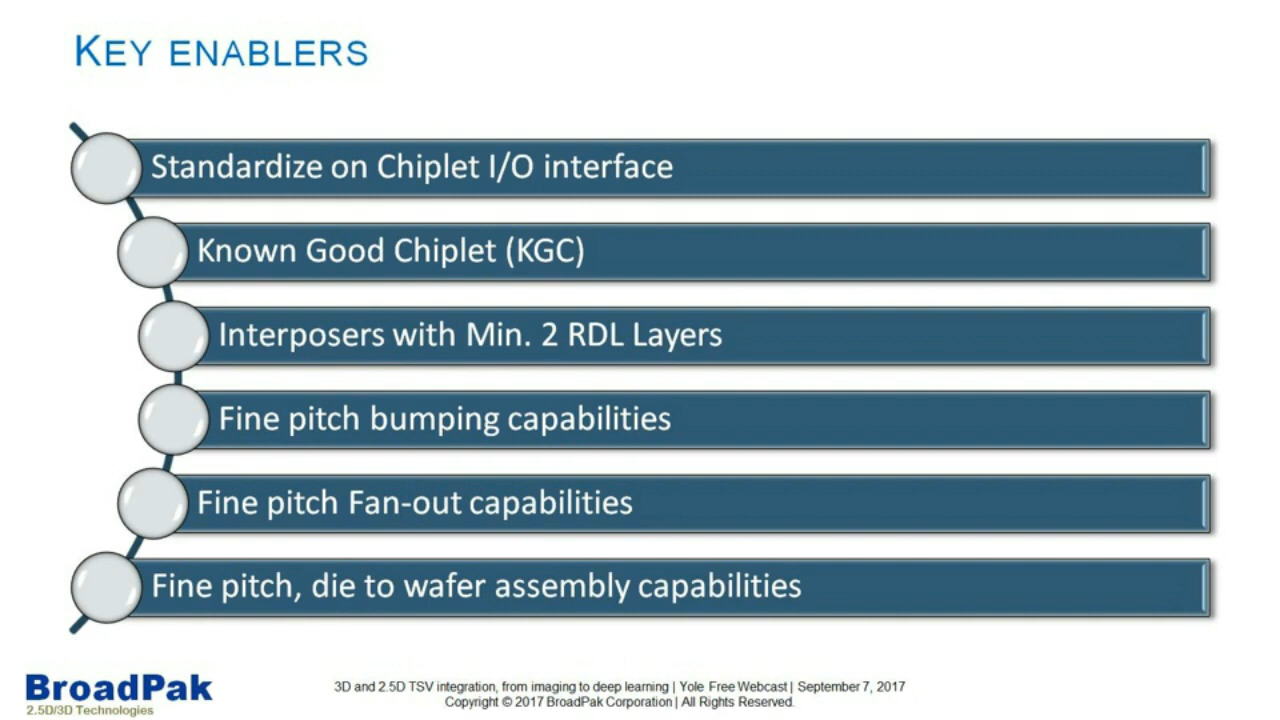 KEY ENABLERS
Standardize on Chiplet I/O interface
Known Good Chiplet (KGC)
Interposers with Min. 2 RDL Layers
Fine pitch bumping capabilities
Fine pitch Fan-out capabilities
Fine pitch, die to wafer assembly capabilities
BroadPak
2.5D/3D Technologies
3D and 2.5D TSV integration, from imaging to deep learning | Yole Free Webcast | September 7, 2017
Copyright © 2017 BroadPak Corporation | All Rights Reserved.